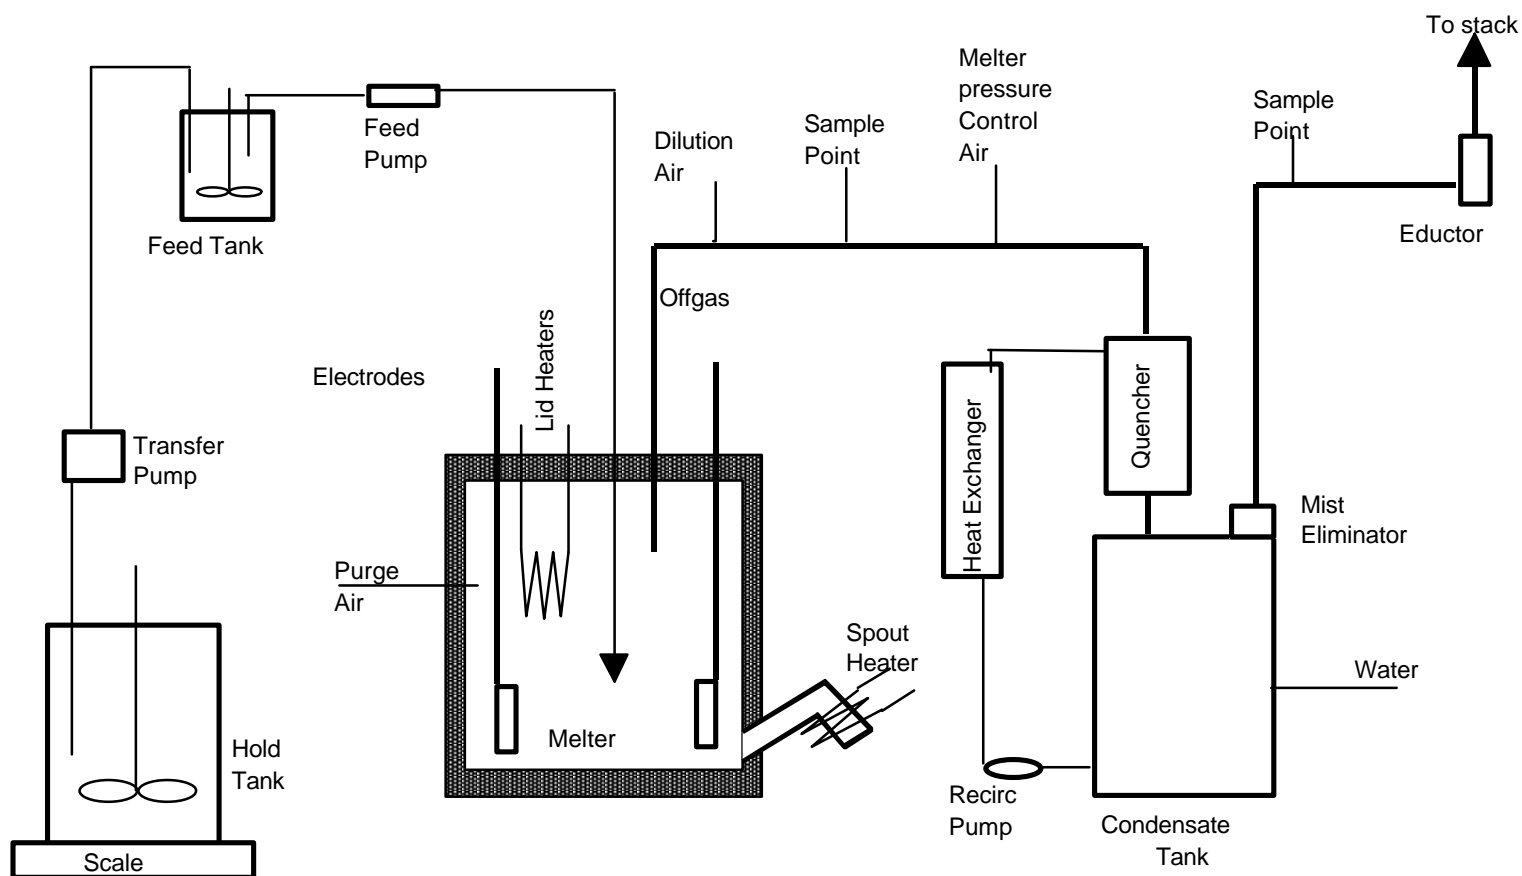 To stack
Melter
pressure
Control
Air
Sample
Point
Sample
Point
Dilution
Air
Feed
Pump
Feed Tank
Eductor
Offgas
Electrodes
Lid Heaters
Quencher
Heat Exchanger
Transfer
Pump
Mist
Eliminator
Purge
Air
Spout
Heater
Water
Melter
Hold
Tank
Recirc
Pump
Condensate
Tank
Scale